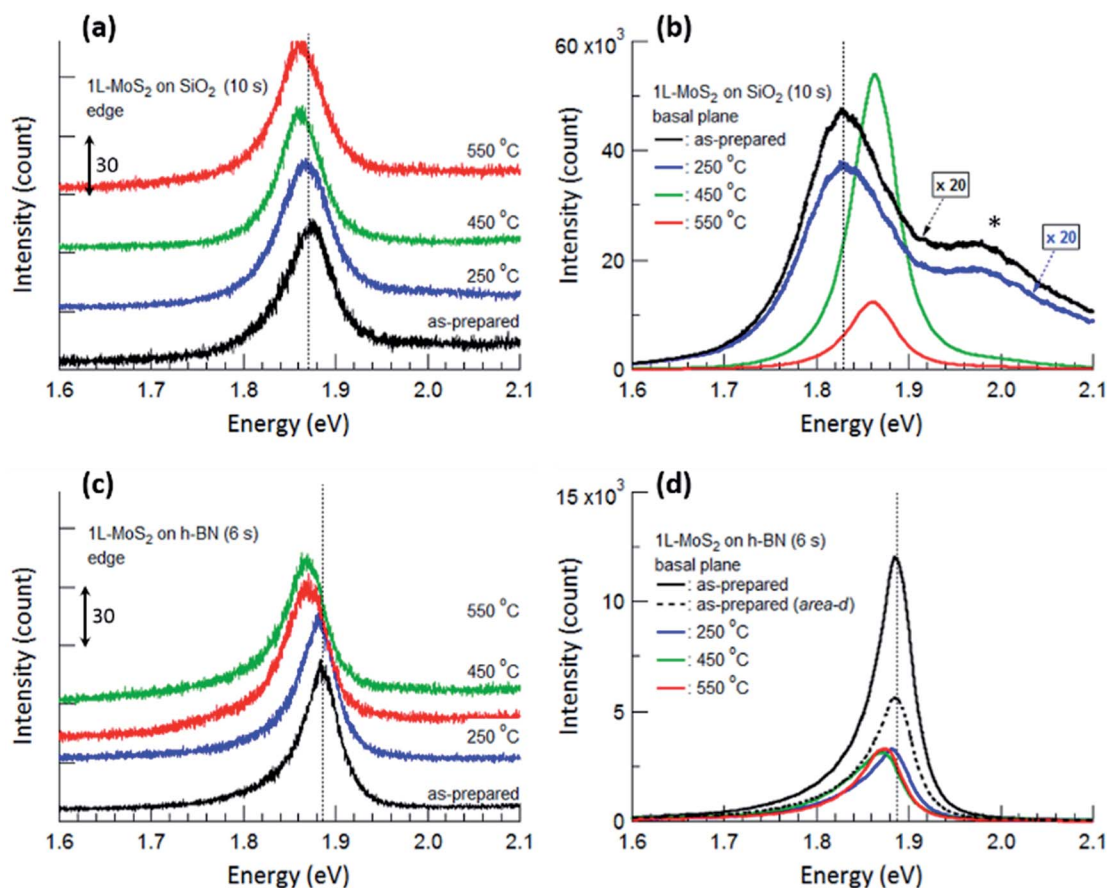 (a)
1L-MoS₂ on SiO₂ (10 s)
edge
30
550 °C
450 °C
250 °C
as-prepared
Intensity (count)
1.6 1.7 1.8 1.9 2.0 2.1
Energy (eV)
(b)
60 x10³
40
20
0
1L-MoS₂ on SiO₂ (10 s)
basal plane
: as-prepared
: 250 °C
: 450 °C
: 550 °C
x 20
*
x 20
Intensity (count)
1.6 1.7 1.8 1.9 2.0 2.1
Energy (eV)
(c)
1L-MoS₂ on h-BN (6 s)
edge
30
550 °C
450 °C
250 °C
as-prepared
Intensity (count)
1.6 1.7 1.8 1.9 2.0 2.1
Energy (eV)
(d)
15 x10³
10
5
0
1L-MoS₂ on h-BN (6 s)
basal plane
: as-prepared
: as-prepared (area-d)
: 250 °C
: 450 °C
: 550 °C
Intensity (count)
1.6 1.7 1.8 1.9 2.0 2.1
Energy (eV)